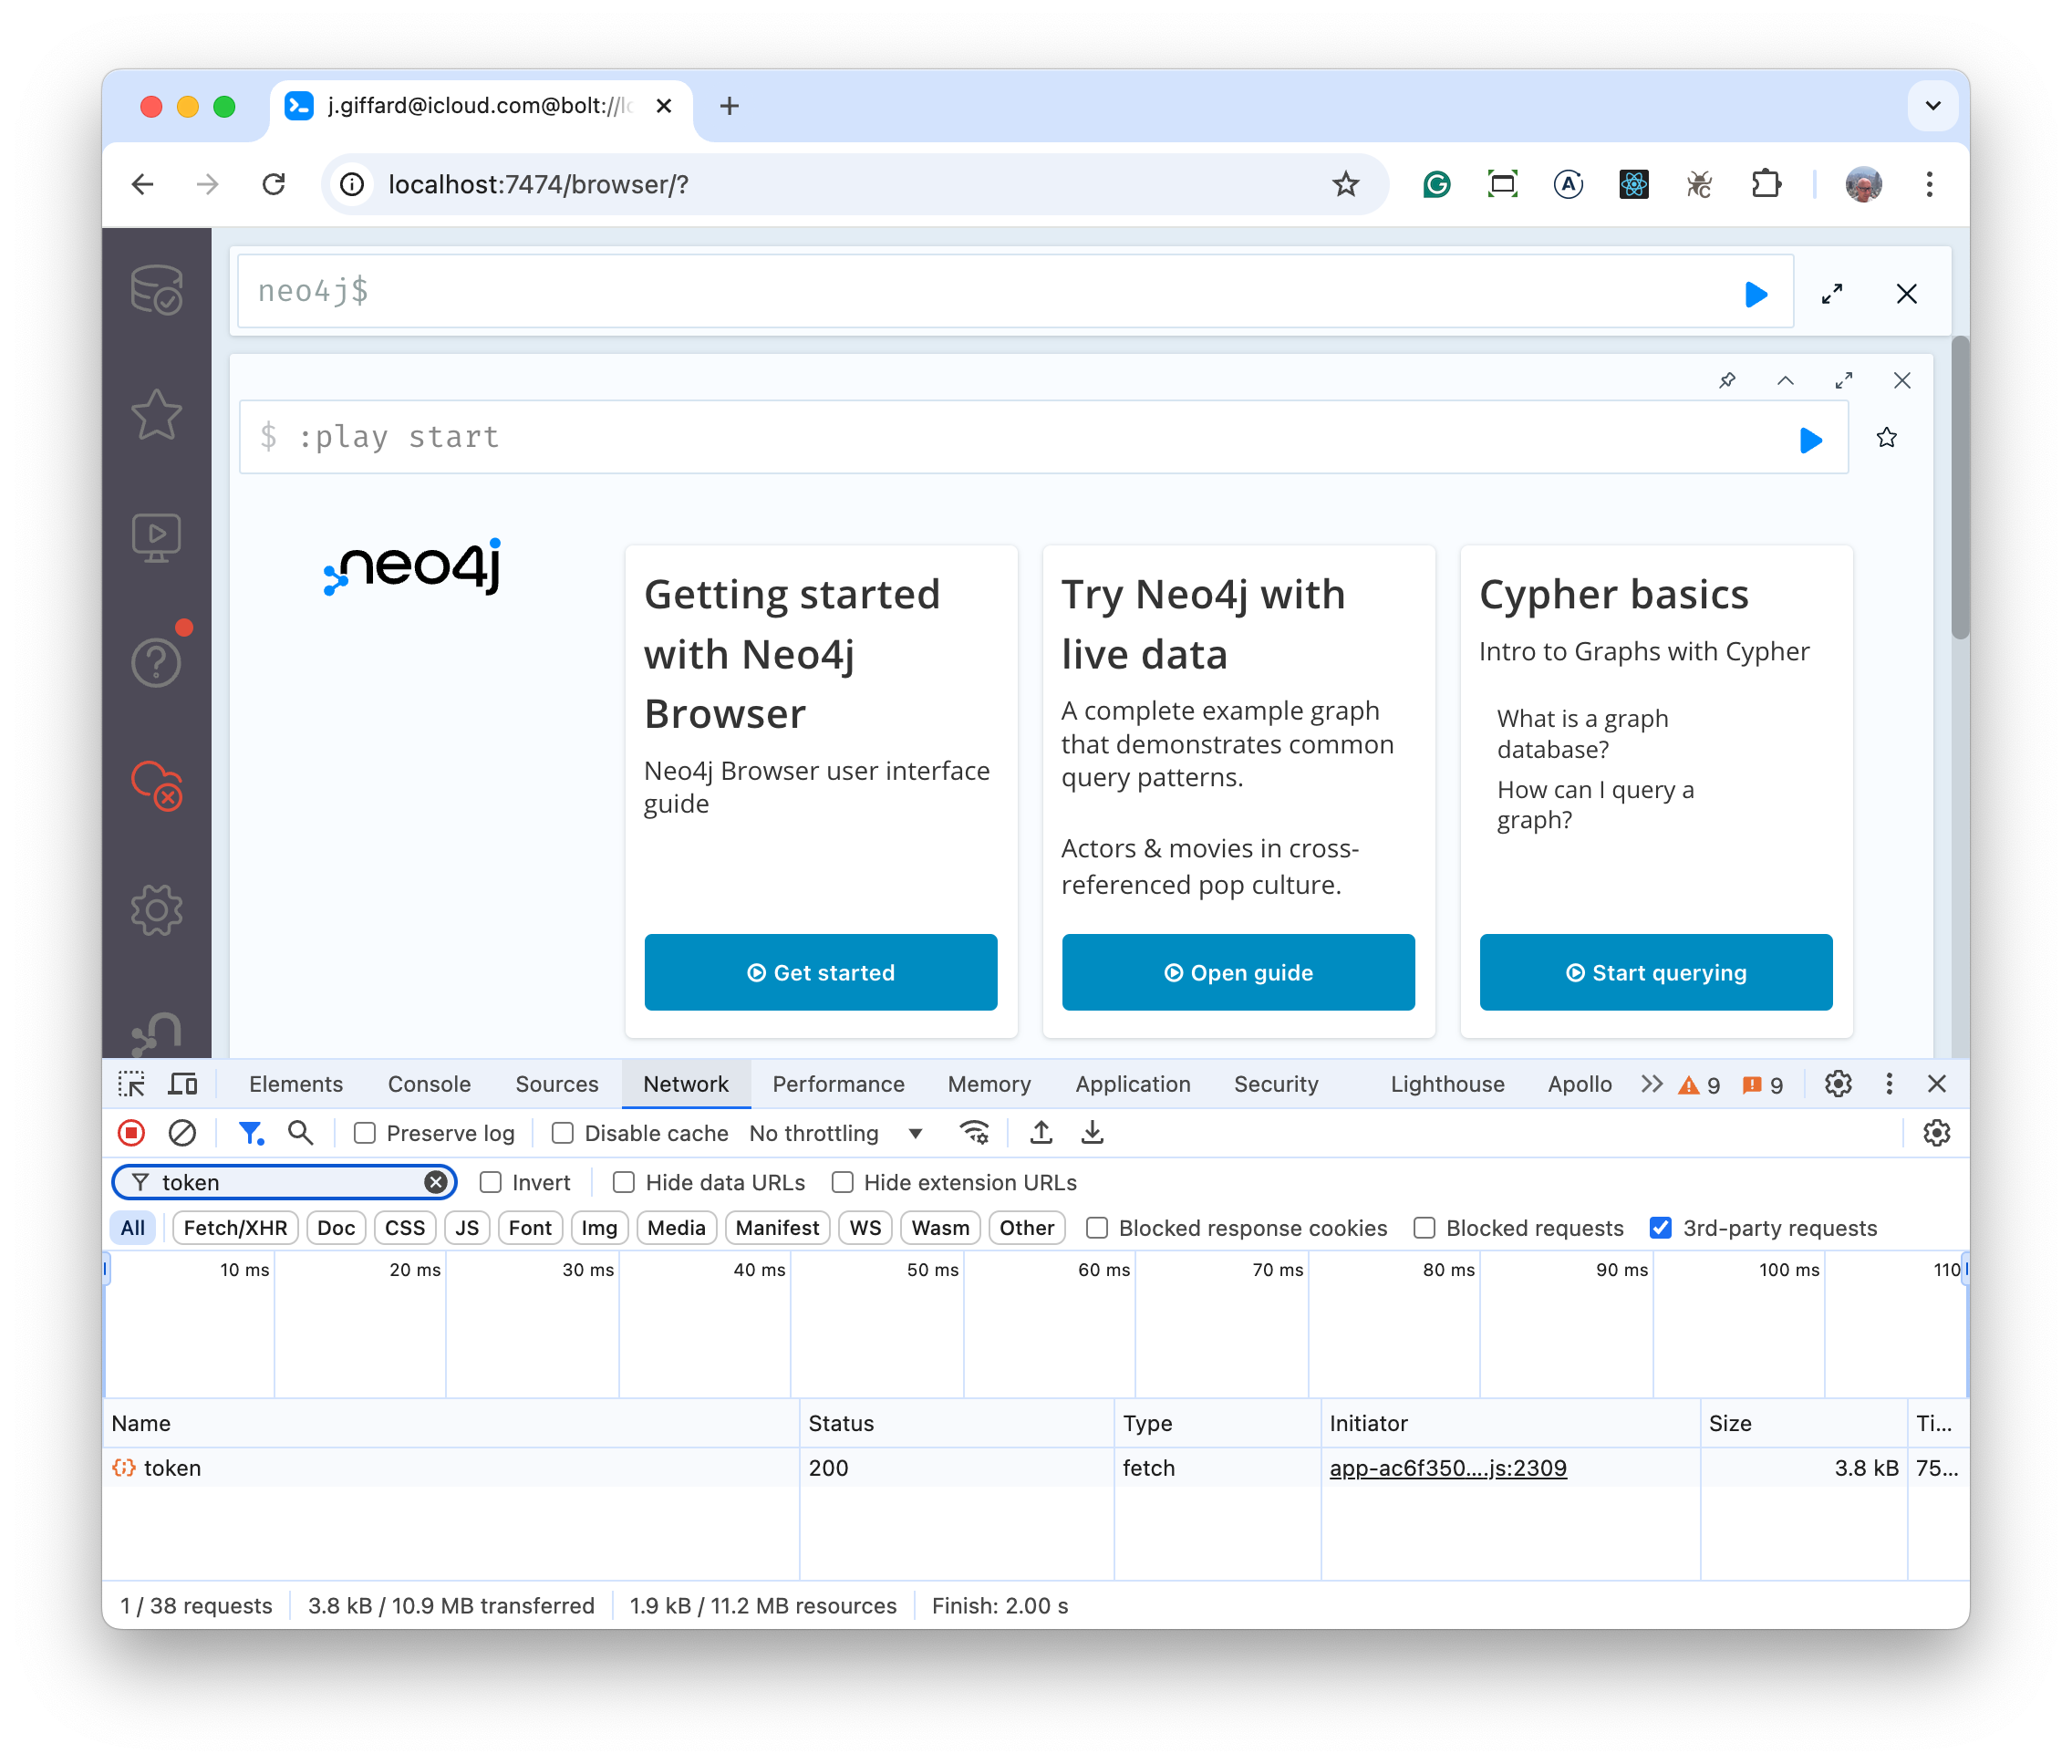 j.giffard@icloud.com@bolt://lo
localhost:7474/browser/?
neo4j$
$ :play start
neo4j
Getting started
with Neo4j
Browser
Neo4j Browser user interface
guide
Get started
Try Neo4j with
live data
A complete example graph
that demonstrates common
query patterns.
Actors & movies in cross-
referenced pop culture.
Open guide
Cypher basics
Intro to Graphs with Cypher
What is a graph
database?
How can I query a
graph?
Start querying
Elements Console Sources Network Performance Memory Application Security Lighthouse Apollo 9 9
Preserve log Disable cache No throttling
token Invert Hide data URLs Hide extension URLs
All Fetch/XHR Doc CSS JS Font Img Media Manifest WS Wasm Other Blocked response cookies Blocked requests 3rd-party requests
10 ms 20 ms 30 ms 40 ms 50 ms 60 ms 70 ms 80 ms 90 ms 100 ms 110
Name Status Type Initiator Size Ti...
token 200 fetch app-ac6f350....js:2309 3.8 kB 75...
1 / 38 requests 3.8 kB / 10.9 MB transferred 1.9 kB / 11.2 MB resources Finish: 2.00 s